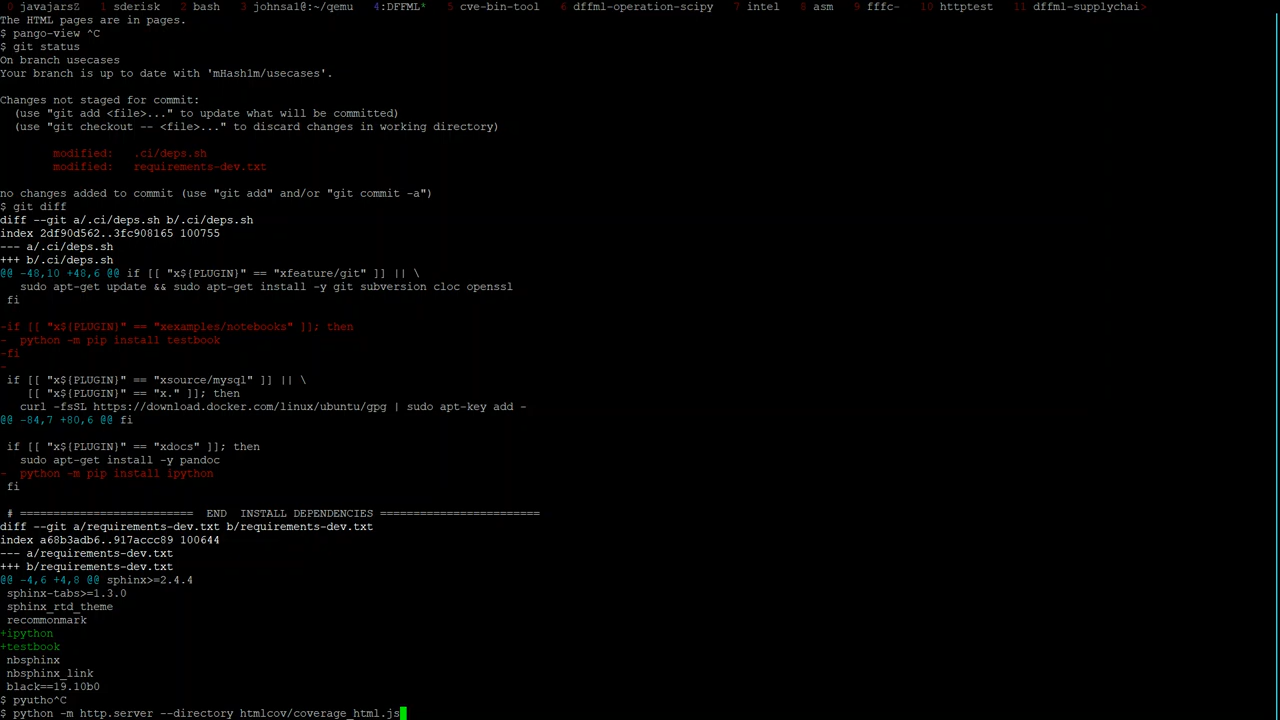 0 javajarsZ  1 sderisk  2 bash  3 johnsal@:~/qemu  4:DFFML*  5 cve-bin-tool  6 dffml-operation-scipy  7 intel  8 asm  9 fffc-  10 httptest  11 dffml-supplychai>
The HTML pages are in pages.
$ pango-view ^C
$ git status
On branch usecases
Your branch is up to date with 'mHash1m/usecases'.
Changes not staged for commit:
  (use "git add <file>..." to update what will be committed)
  (use "git checkout -- <file>..." to discard changes in working directory)
        modified:   .ci/deps.sh
        modified:   requirements-dev.txt
no changes added to commit (use "git add" and/or "git commit -a")
$ git diff
diff --git a/.ci/deps.sh b/.ci/deps.sh
index 2df90d562..3fc908165 100755
--- a/.ci/deps.sh
+++ b/.ci/deps.sh
@@ -48,10 +48,6 @@ if [[ "x${PLUGIN}" == "xfeature/git" ]] || \
   sudo apt-get update && sudo apt-get install -y git subversion cloc openssl
 fi
-if [[ "x${PLUGIN}" == "xexamples/notebooks" ]]; then
-  python -m pip install testbook
-fi
-
 if [[ "x${PLUGIN}" == "xsource/mysql" ]] || \
    [[ "x${PLUGIN}" == "x." ]]; then
   curl -fsSL https://download.docker.com/linux/ubuntu/gpg | sudo apt-key add -
@@ -84,7 +80,6 @@ fi
 if [[ "x${PLUGIN}" == "xdocs" ]]; then
   sudo apt-get install -y pandoc
-  python -m pip install ipython
 fi
 # ========================== END  INSTALL DEPENDENCIES ========================
diff --git a/requirements-dev.txt b/requirements-dev.txt
index a68b3adb6..917accc89 100644
--- a/requirements-dev.txt
+++ b/requirements-dev.txt
@@ -4,6 +4,8 @@ sphinx>=2.4.4
 sphinx-tabs>=1.3.0
 sphinx_rtd_theme
 recommonmark
+ipython
+testbook
 nbsphinx
 nbsphinx_link
 black==19.10b0
$ pyutho^C
$ python -m http.server --directory htmlcov/coverage_html.js